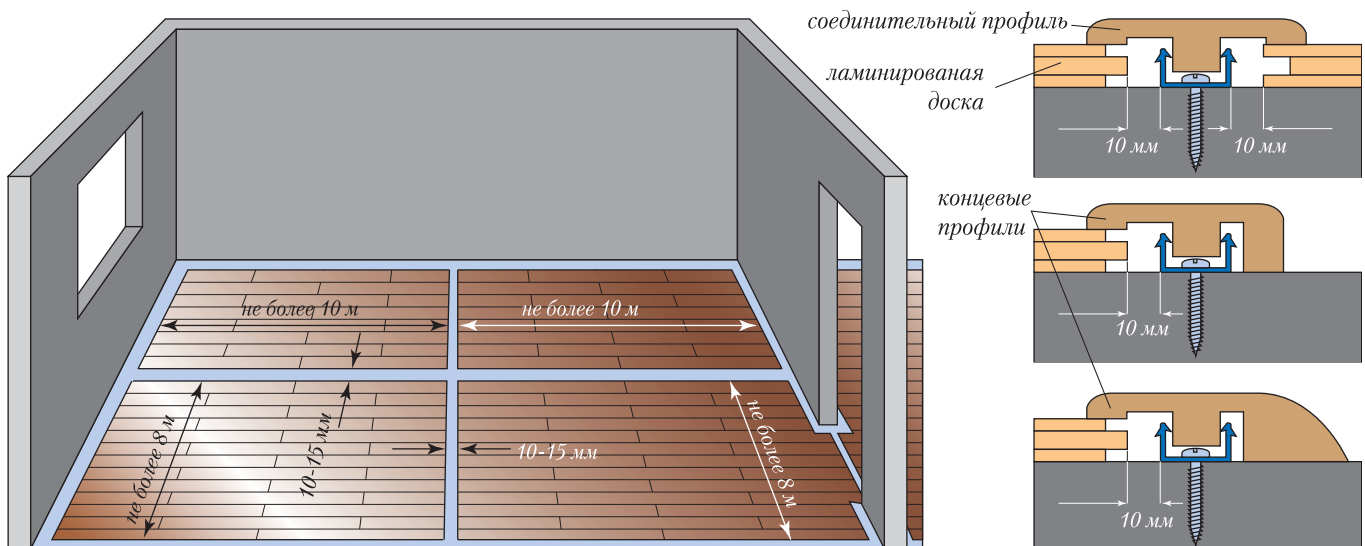 не более 10 м
не более 10 м
не более 8 м
10-15 мм
10-15 мм
не более 8 м
соединительный профиль
ламинированая
доска
10 мм
10 мм
концевые
профили
10 мм
10 мм